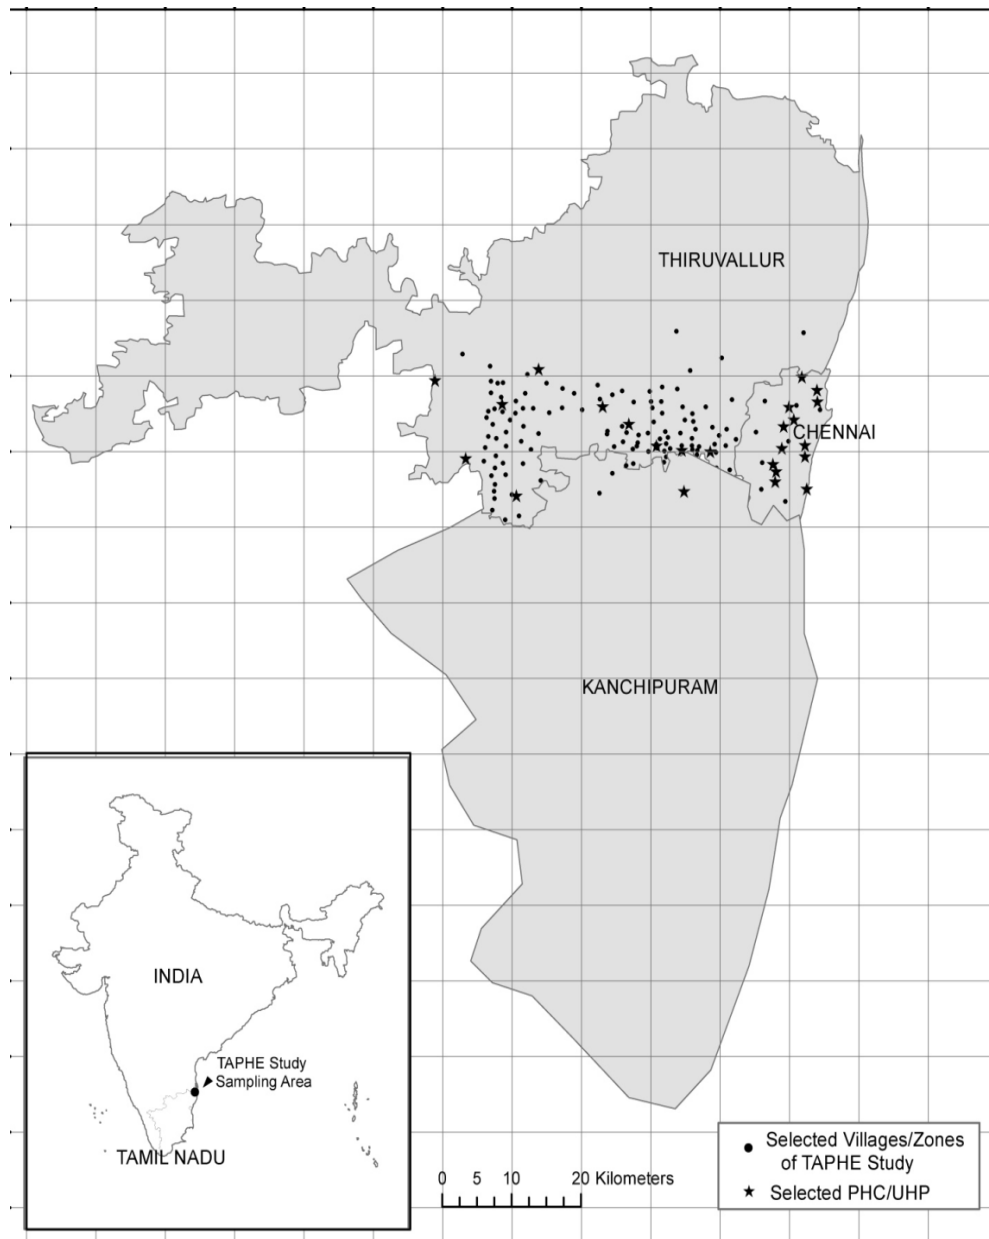 THIRUVALLUR
CHENNAI
KANCHIPURAM
INDIA
TAPHE Study
Sampling Area
TAMIL NADU
0 5 10 20 Kilometers
Selected Villages/Zones
of TAPHE Study
Selected PHC/UHP